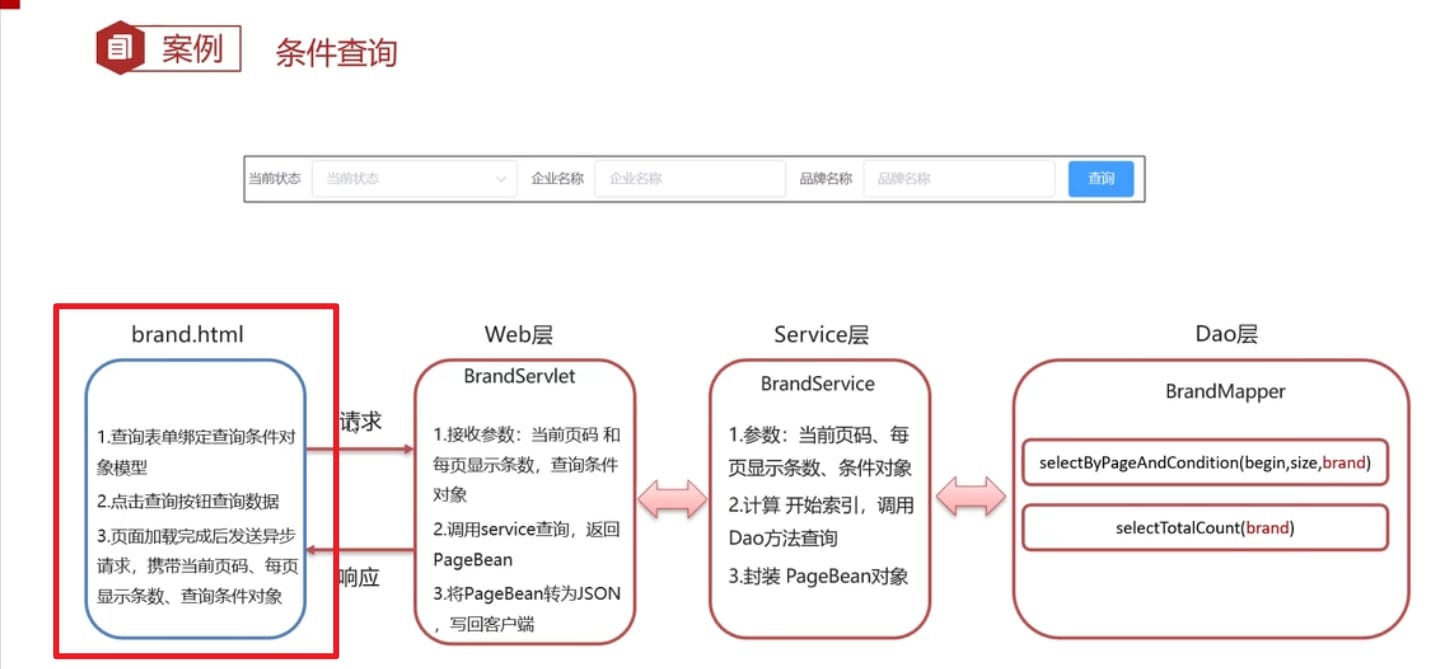 案例
条件查询
当前状态 当前状态 企业名称 企业名称 品牌名称 品牌名称 查询
brand.html
1.查询表单绑定查询条件对
象模型
2.点击查询按钮查询数据
3.页面加载完成后发送异步
请求，携带当前页码、每页
显示条数、查询条件对象
请求
响应
Web层
BrandServlet
1.接收参数：当前页码 和
每页显示条数，查询条件
对象
2.调用service查询，返回
PageBean
3.将PageBean转为JSON
，写回客户端
Service层
BrandService
1.参数：当前页码、每
页显示条数、条件对象
2.计算 开始索引，调用
Dao方法查询
3.封装 PageBean对象
Dao层
BrandMapper
selectByPageAndCondition(begin,size,brand)
selectTotalCount(brand)